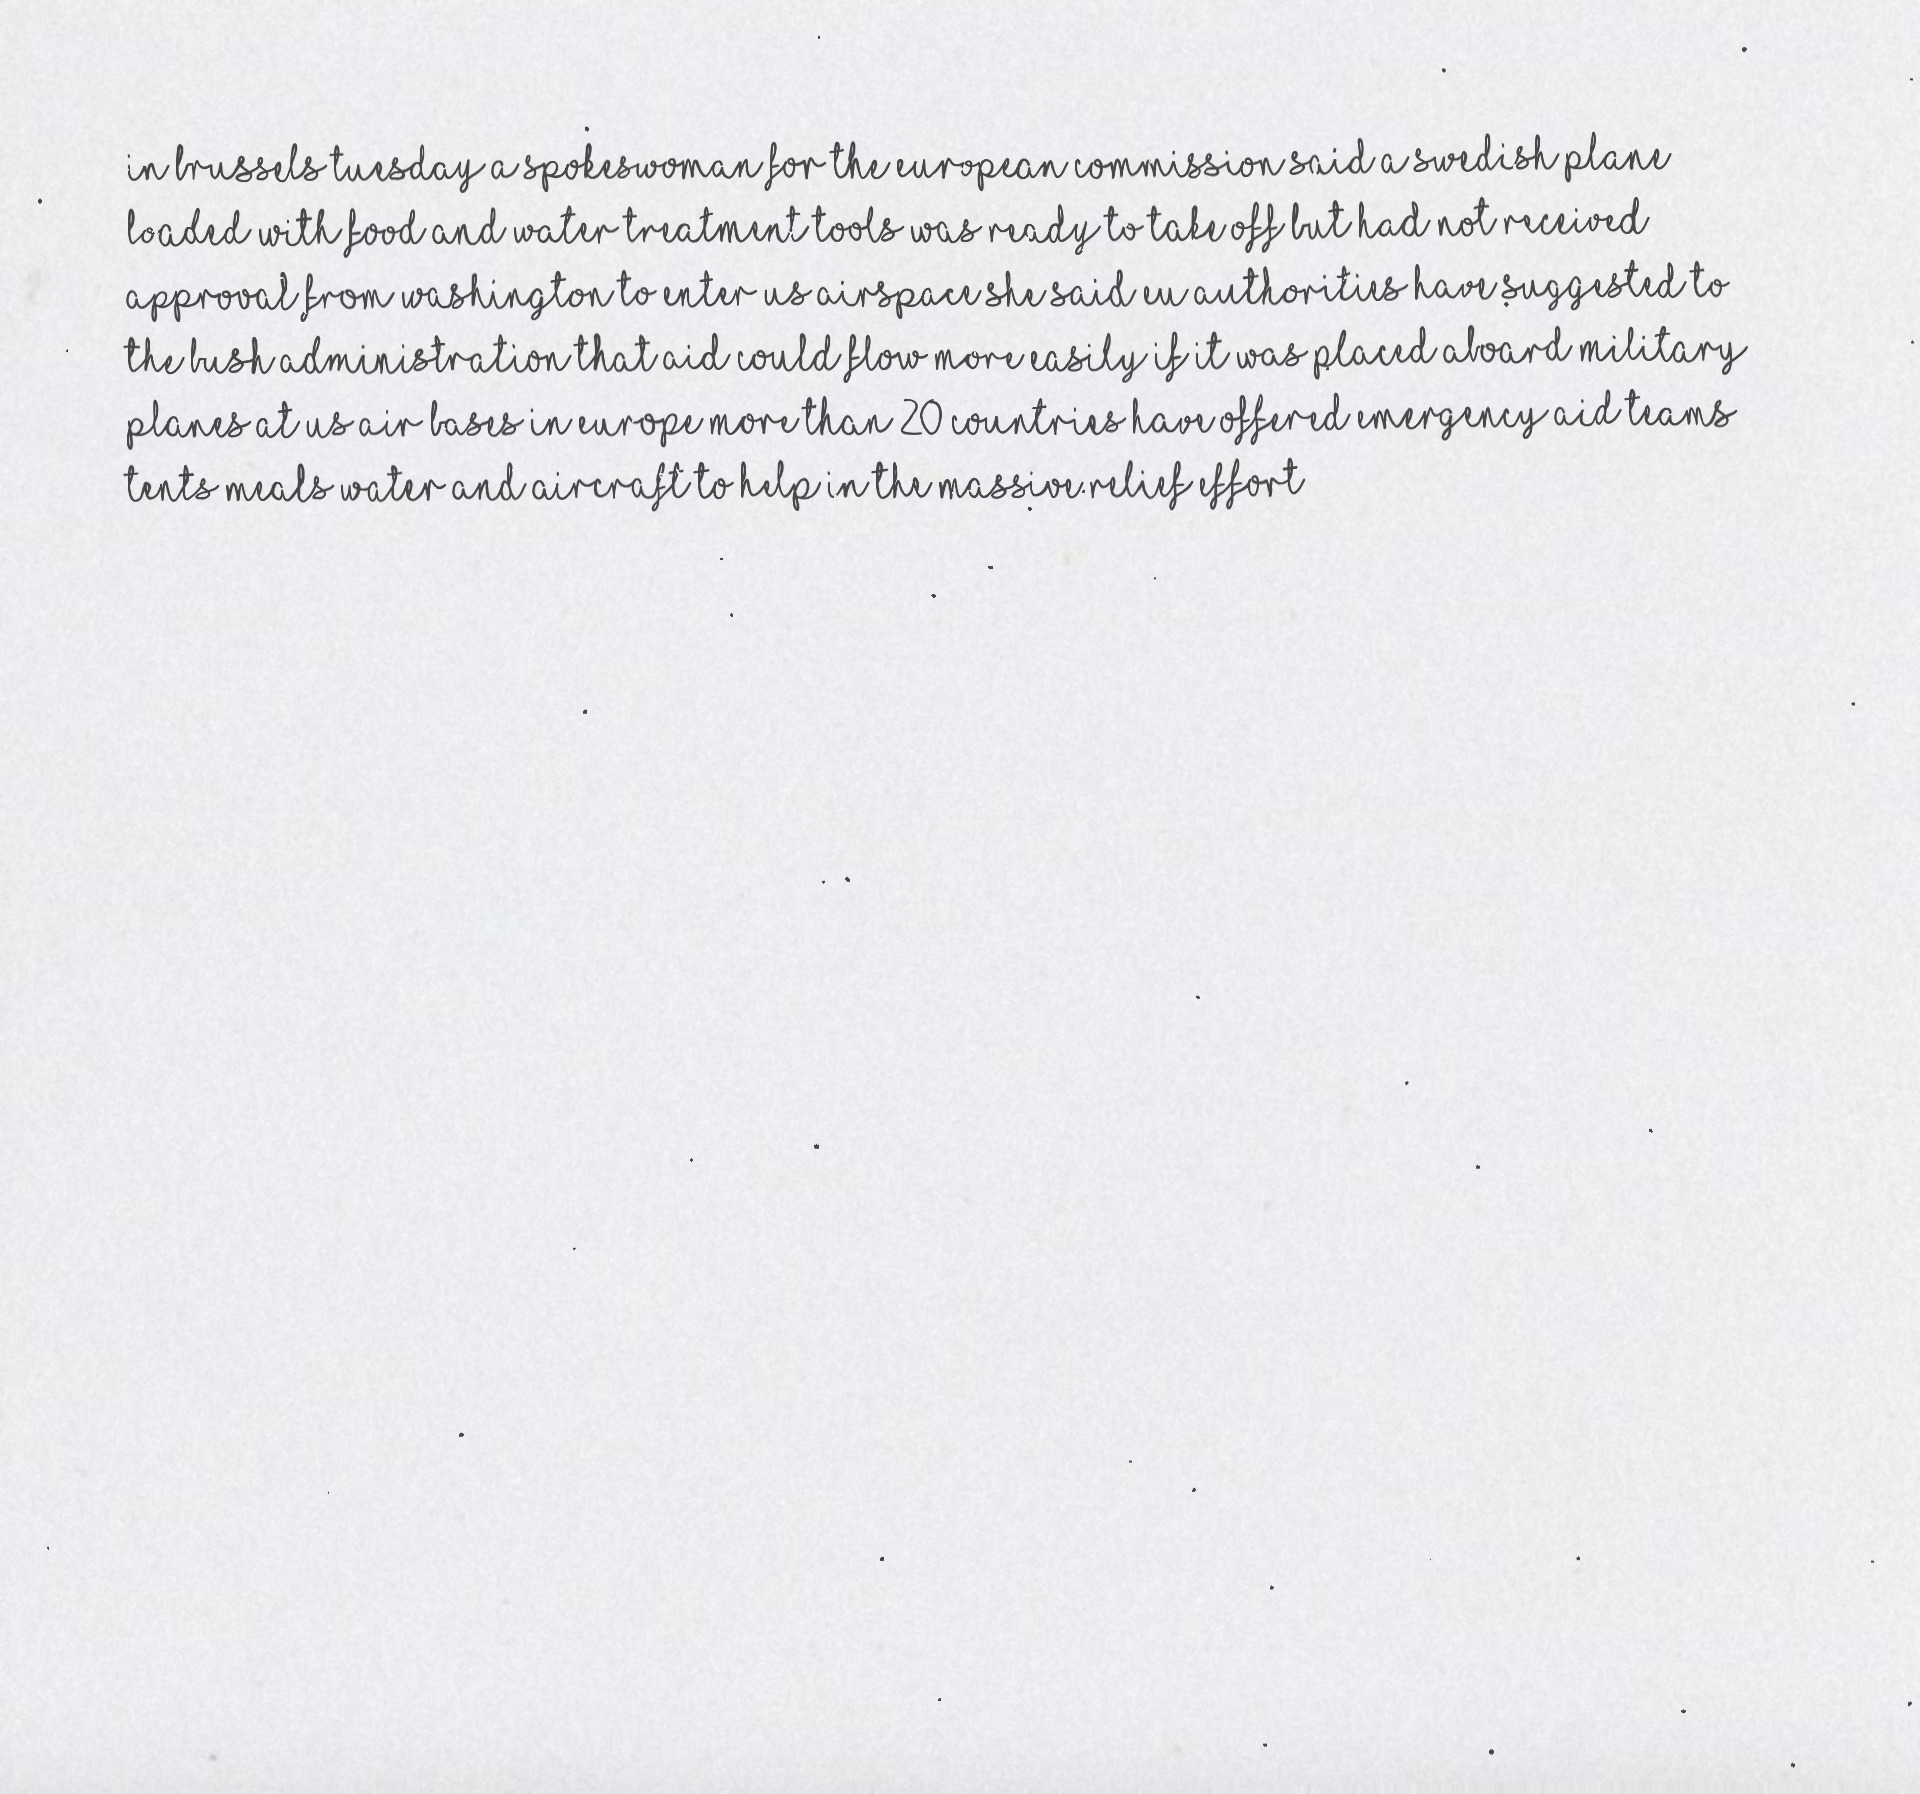 in brussels tuesday a spokeswoman for the european commission said a swedish plane
loaded with food and water treatment tools was ready to take off but had not received
approval from washington to enter us airspace she said eu authorities have suggested to
the bush administration that aid could flow more easily if it was placed aboard military
planes at us air bases in europe more than 20 countries have offered emergency aid teams
tents meals water and aircraft to help in the massive relief effort